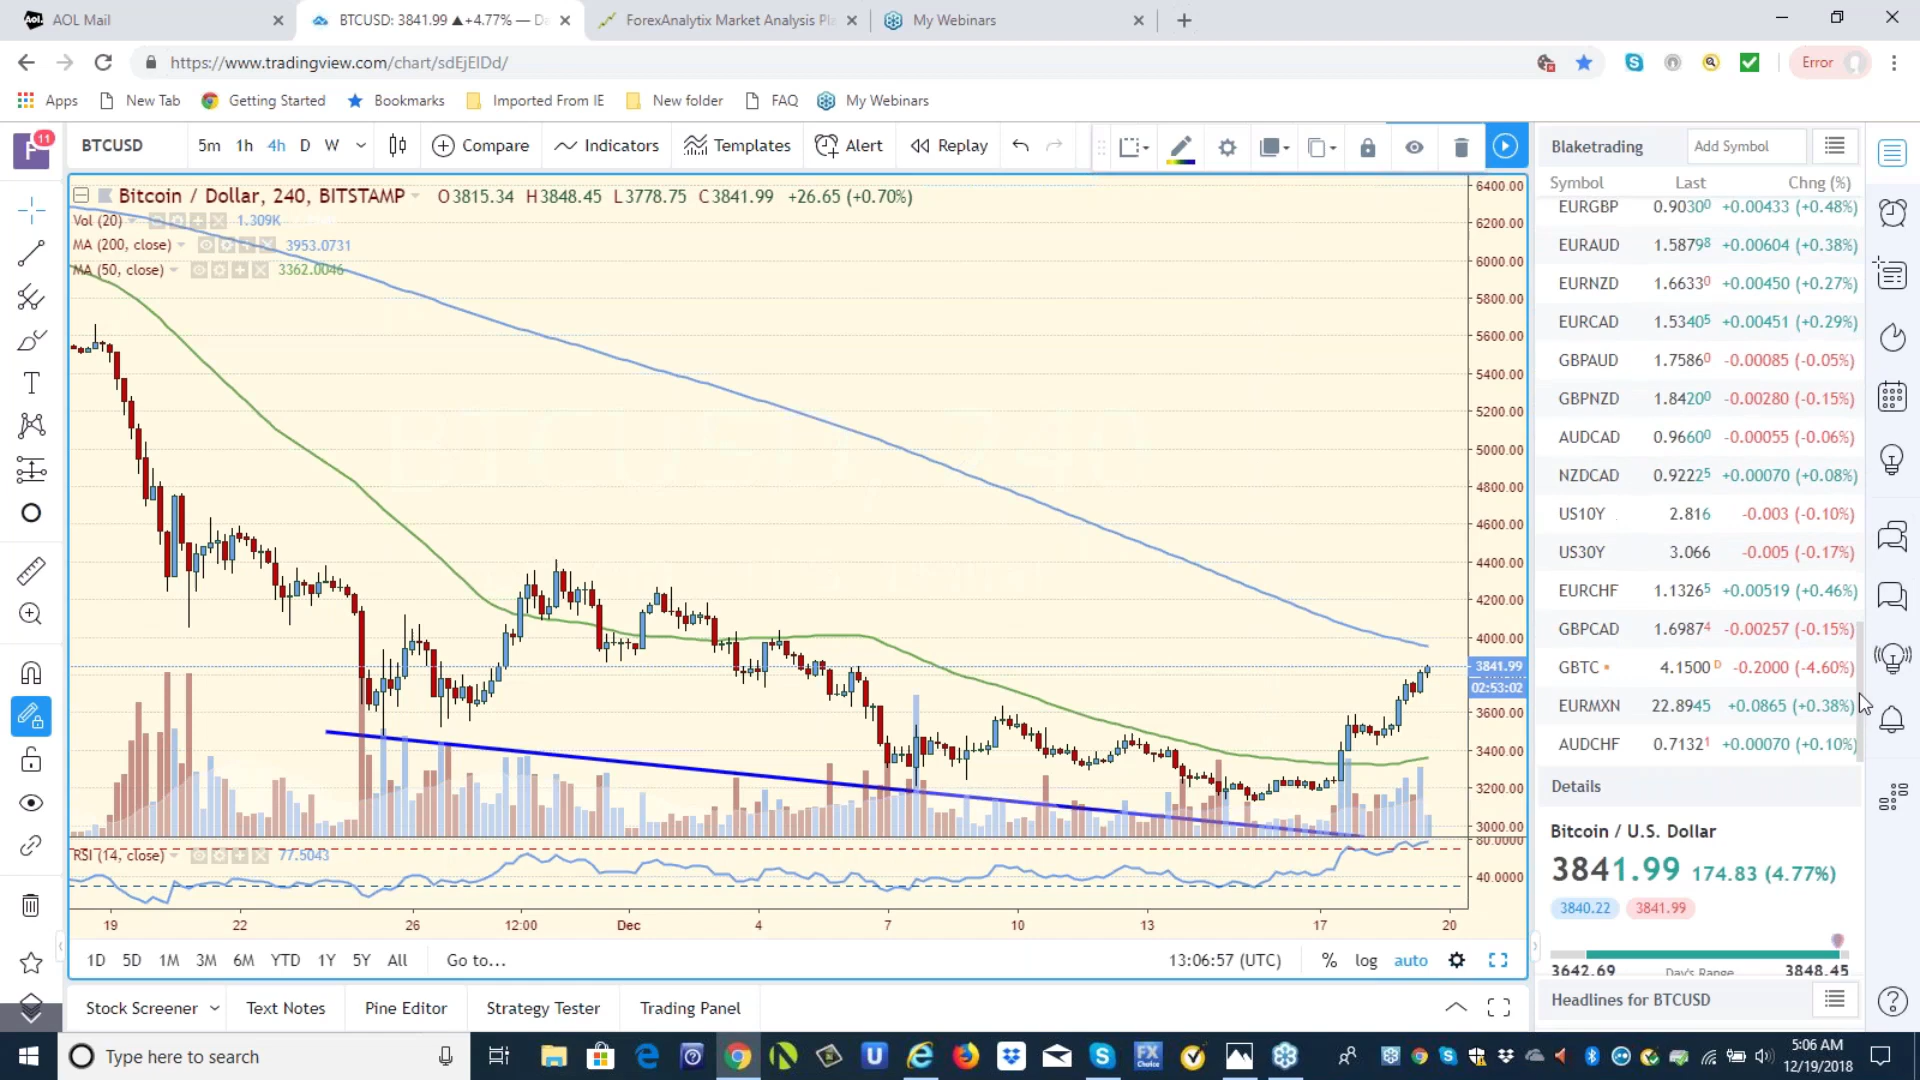 AOL Mail
BTCUSD: 3841.99 ▲+4.77% — D
ForexAnalytix Market Analysis Pl
My Webinars
https://www.tradingview.com/chart/sdEjEIDd/
Error
Apps
New Tab
Getting Started
Bookmarks
Imported From IE
New folder
FAQ
My Webinars
11
BTCUSD
5m 1h 4h D W
Compare
Indicators
Templates
Alert
Replay
Blaketrading
Add Symbol
Bitcoin / Dollar, 240, BITSTAMP O3815.34 H3848.45 L3778.75 C3841.99 +26.65 (+0.70%)
Vol (20) 1.309K
MA (200, close) 3953.0731
MA (50, close) 3362.0046
6400.00
6200.00
6000.00
5800.00
5600.00
5400.00
5200.00
5000.00
4800.00
4600.00
4400.00
4200.00
4000.00
3841.99
02:53:02
3600.00
3400.00
3200.00
3000.00
RSI (14, close) 77.5043
80.0000
40.0000
19 22 26 12:00 Dec 4 7 10 13 17 20
1D 5D 1M 3M 6M YTD 1Y 5Y All Go to...
13:06:57 (UTC) % log auto
Stock Screener
Text Notes
Pine Editor
Strategy Tester
Trading Panel
Symbol Last Chng (%)
EURGBP 0.9030⁰ +0.00433 (+0.48%)
EURAUD 1.5879⁸ +0.00604 (+0.38%)
EURNZD 1.6633⁰ +0.00450 (+0.27%)
EURCAD 1.5340⁵ +0.00451 (+0.29%)
GBPAUD 1.7586⁰ -0.00085 (-0.05%)
GBPNZD 1.8420⁰ -0.00280 (-0.15%)
AUDCAD 0.9660⁰ -0.00055 (-0.06%)
NZDCAD 0.9222⁵ +0.00070 (+0.08%)
US10Y 2.816 -0.003 (-0.10%)
US30Y 3.066 -0.005 (-0.17%)
EURCHF 1.1326⁵ +0.00519 (+0.46%)
GBPCAD 1.6987⁴ -0.00257 (-0.15%)
GBTC 4.1500 D -0.2000 (-4.60%)
EURMXN 22.8945 +0.0865 (+0.38%)
AUDCHF 0.7132¹ +0.00070 (+0.10%)
Details
Bitcoin / U.S. Dollar
3841.99 174.83 (4.77%)
3840.22 3841.99
3642.69 Day's Range 3848.45
Headlines for BTCUSD
Type here to search
FX
Choice
5:06 AM
12/19/2018